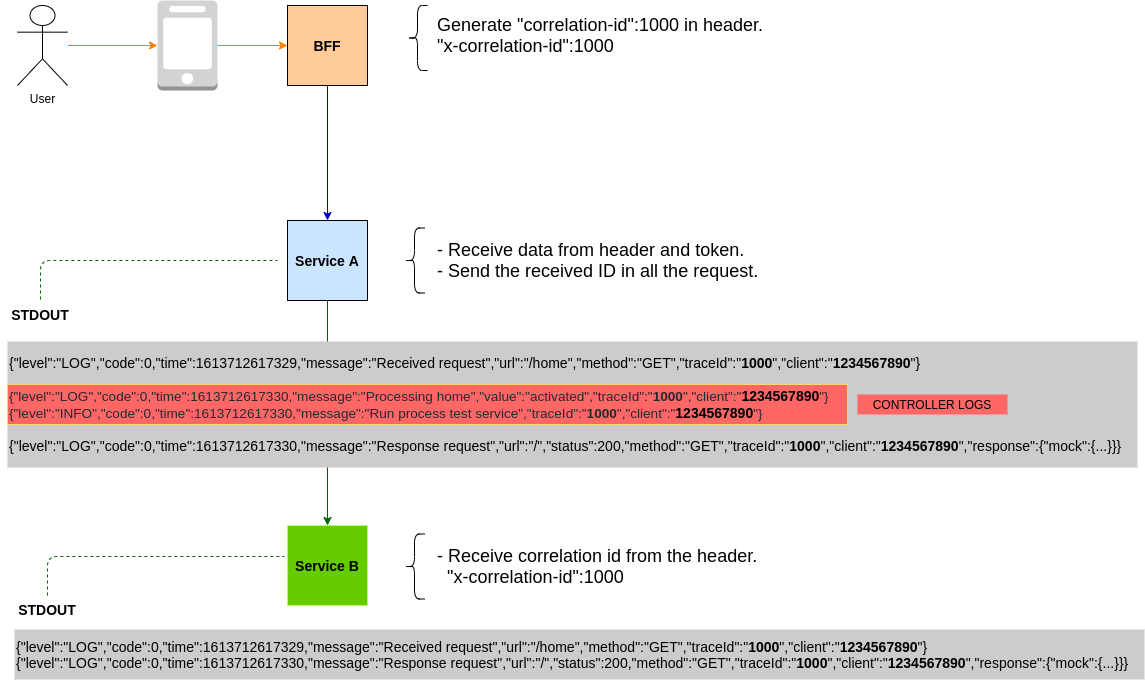 User
BFF
Generate "correlation-id":1000 in header.
"x-correlation-id":1000
Service A
- Receive data from header and token.
- Send the received ID in all the request.
STDOUT
{"level":"LOG","code":0,"time":1613712617329,"message":"Received request","url":"/home","method":"GET","traceId":"1000","client":"1234567890"}
{"level":"LOG","code":0,"time":1613712617330,"message":"Processing home","value":"activated","traceId":"1000","client":"1234567890"}
{"level":"INFO","code":0,"time":1613712617330,"message":"Run process test service","traceId":"1000","client":"1234567890"}
CONTROLLER LOGS
{"level":"LOG","code":0,"time":1613712617330,"message":"Response request","url":"/","status":200,"method":"GET","traceId":"1000","client":"1234567890","response":{"mock":{...}}}
Service B
- Receive correlation id from the header.
"x-correlation-id":1000
STDOUT
{"level":"LOG","code":0,"time":1613712617329,"message":"Received request","url":"/home","method":"GET","traceId":"1000","client":"1234567890"}
{"level":"LOG","code":0,"time":1613712617330,"message":"Response request","url":"/","status":200,"method":"GET","traceId":"1000","client":"1234567890","response":{"mock":{...}}}